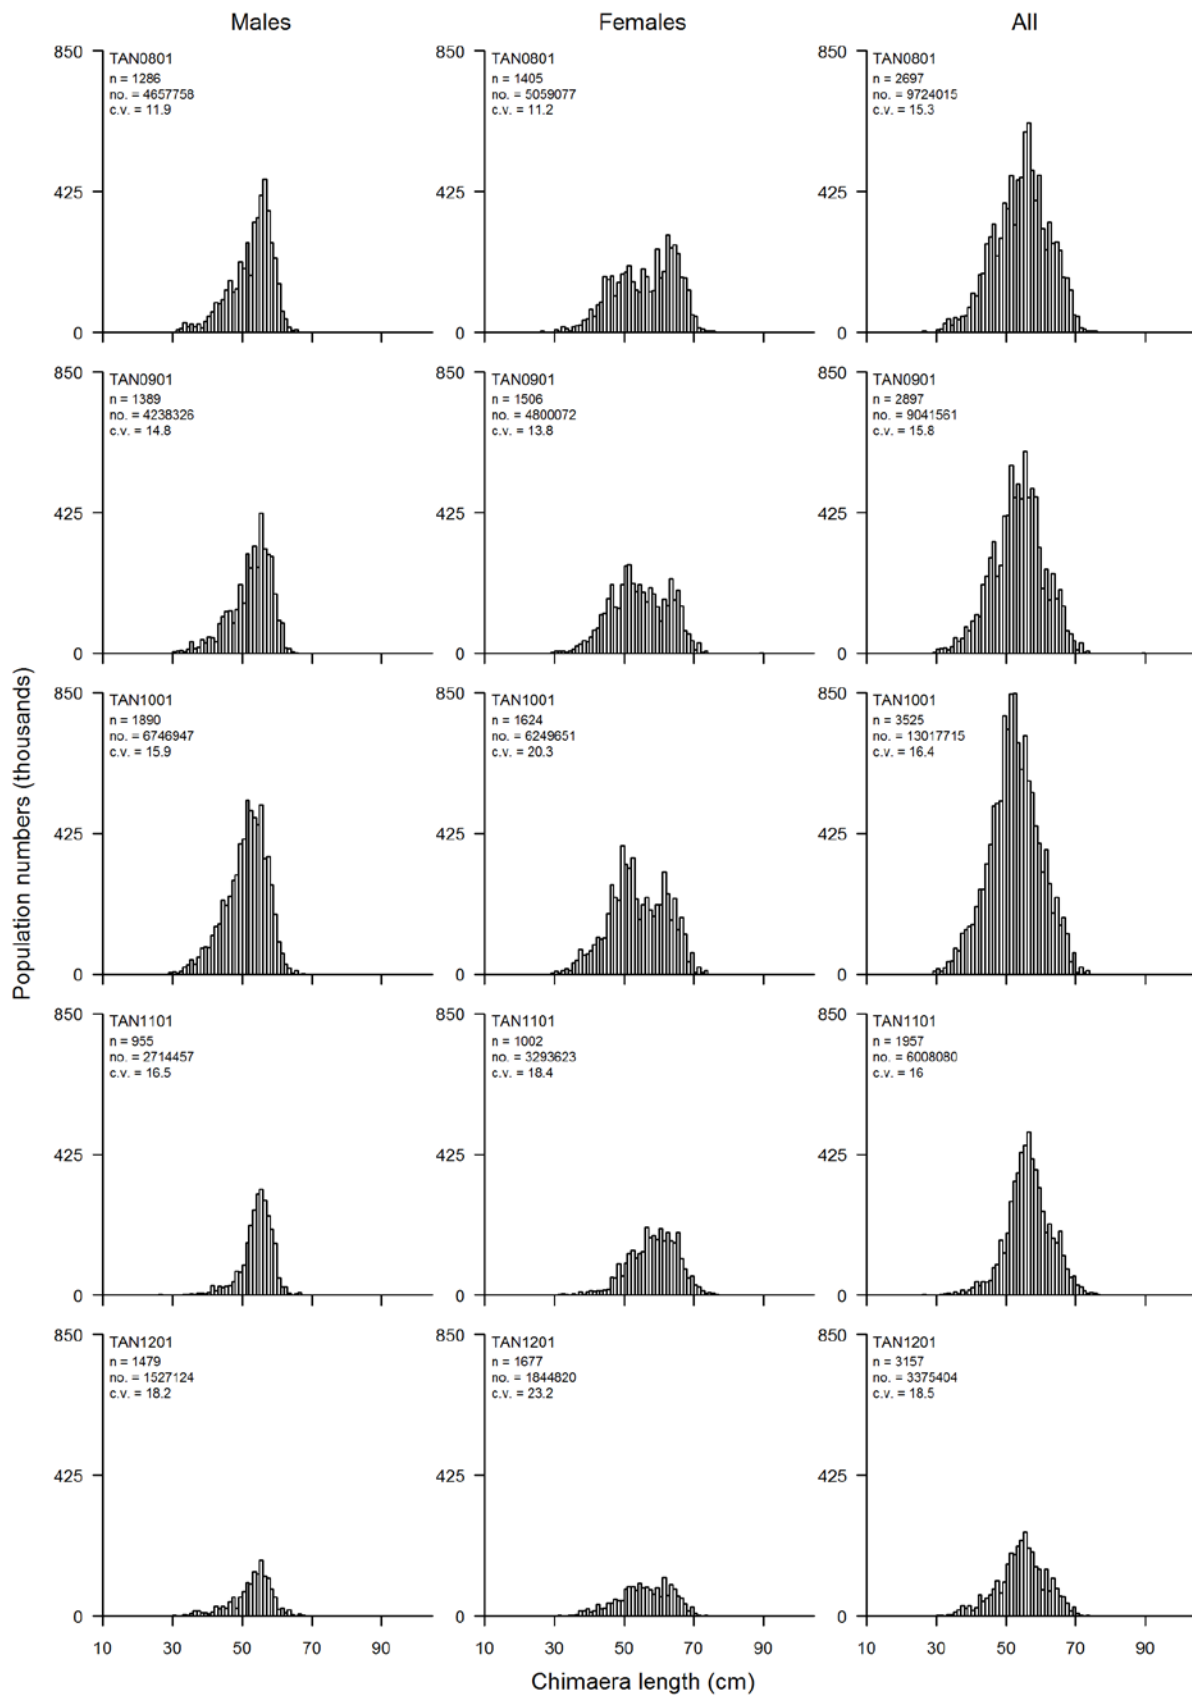 Males Females All
Population numbers (thousands)
850
425
0
TAN0801
n = 1286
no. = 4657758
c.v. = 11.9
850
425
0
TAN0801
n = 1405
no. = 5059077
c.v. = 11.2
850
425
0
TAN0801
n = 2697
no. = 9724015
c.v. = 15.3
850
425
0
TAN0901
n = 1389
no. = 4238326
c.v. = 14.8
850
425
0
TAN0901
n = 1506
no. = 4800072
c.v. = 13.8
850
425
0
TAN0901
n = 2897
no. = 9041561
c.v. = 15.8
850
425
0
TAN1001
n = 1890
no. = 6746947
c.v. = 15.9
850
425
0
TAN1001
n = 1624
no. = 6249651
c.v. = 20.3
850
425
0
TAN1001
n = 3525
no. = 13017715
c.v. = 16.4
850
425
0
TAN1101
n = 955
no. = 2714457
c.v. = 16.5
850
425
0
TAN1101
n = 1002
no. = 3293623
c.v. = 18.4
850
425
0
TAN1101
n = 1957
no. = 6008080
c.v. = 16
850
425
0
TAN1201
n = 1479
no. = 1527124
c.v. = 18.2
850
425
0
TAN1201
n = 1677
no. = 1844820
c.v. = 23.2
850
425
0
TAN1201
n = 3157
no. = 3375404
c.v. = 18.5
10 30 50 70 90 10 30 50 70 90 10 30 50 70 90
Chimaera length (cm)